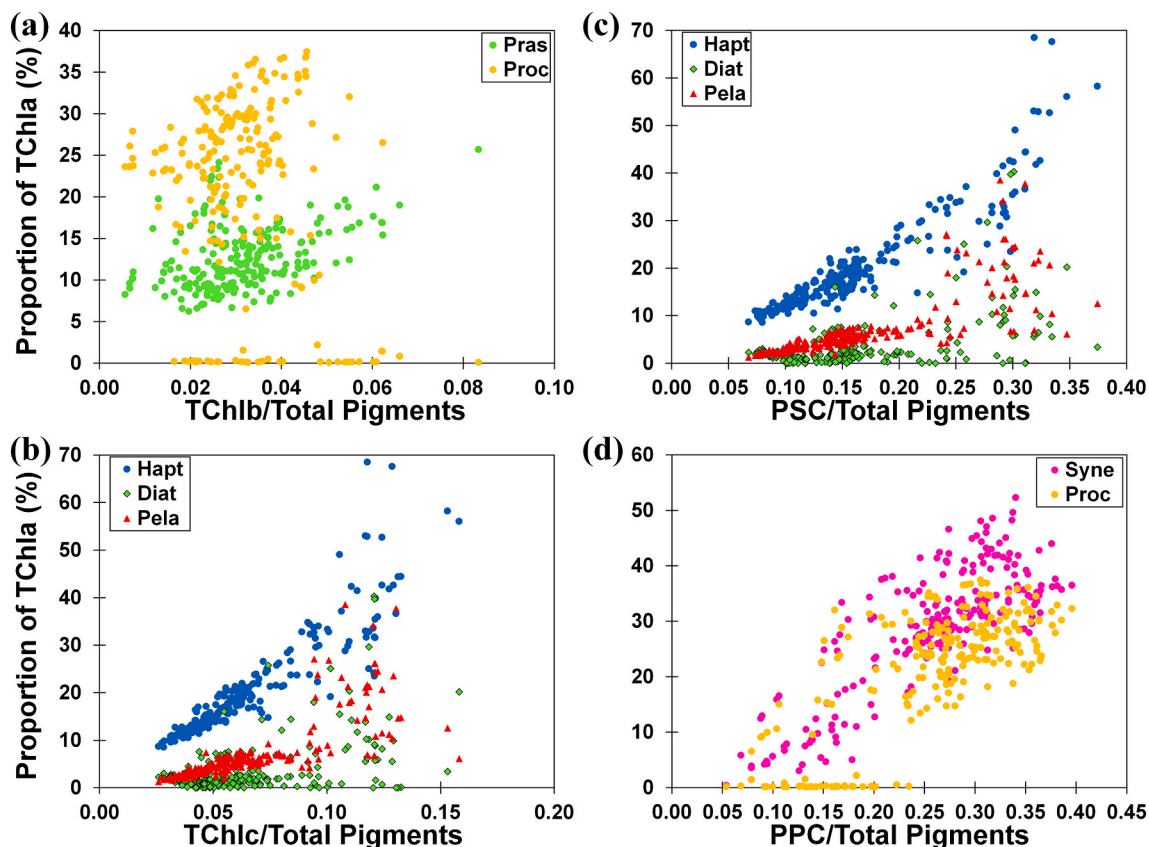 (a)
Proportion of TChla (%)
40
35
30
25
20
15
10
5
0
Pras
Proc
0.00 0.02 0.04 0.06 0.08 0.10
TChlb/Total Pigments
(b)
Proportion of TChla (%)
70
60
50
40
30
20
10
0
Hapt
Diat
Pela
0.00 0.05 0.10 0.15 0.20
TChlc/Total Pigments
(c)
70
60
50
40
30
20
10
0
Hapt
Diat
Pela
0.00 0.05 0.10 0.15 0.20 0.25 0.30 0.35 0.40
PSC/Total Pigments
(d)
60
50
40
30
20
10
0
Syne
Proc
0.00 0.05 0.10 0.15 0.20 0.25 0.30 0.35 0.40 0.45
PPC/Total Pigments